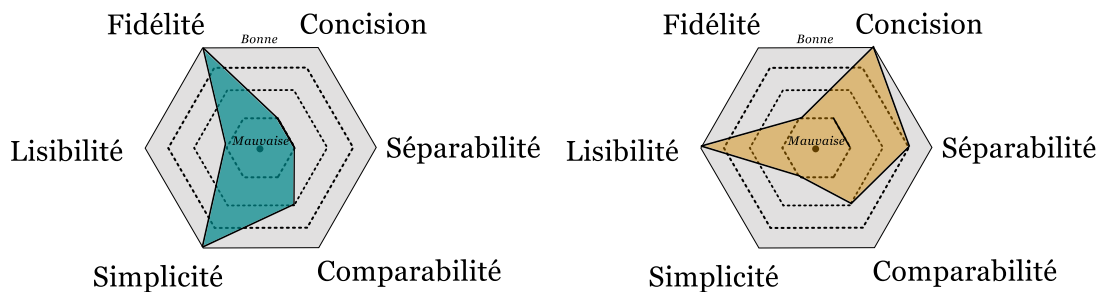 Fidélité Concision
Bonne
Lisibilité Mauvaise Séparabilité
Simplicité Comparabilité
Fidélité Concision
Bonne
Lisibilité Mauvaise Séparabilité
Simplicité Comparabilité